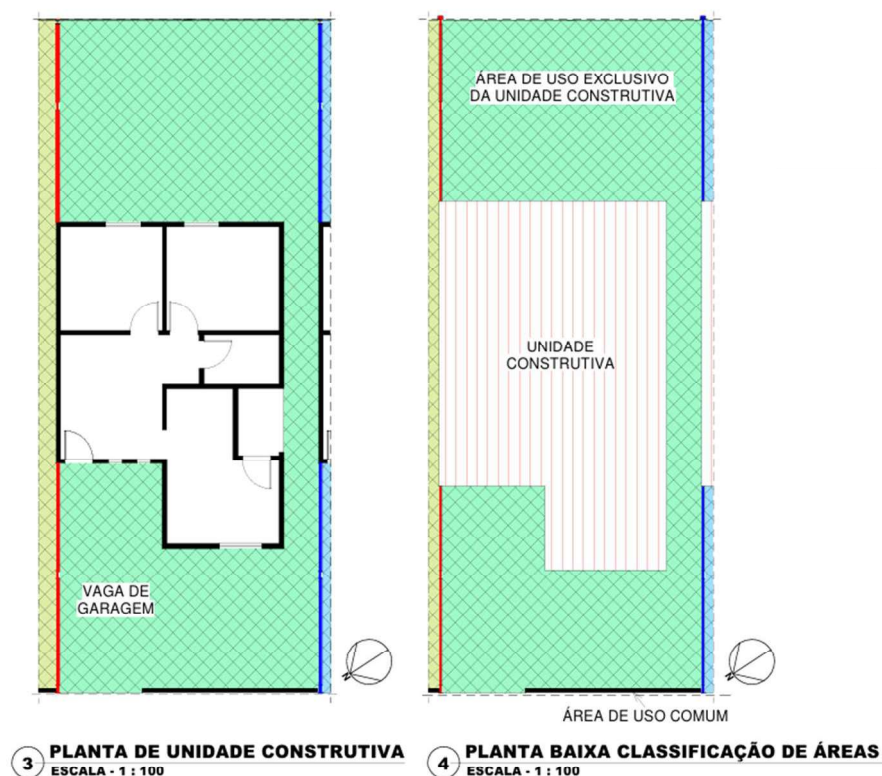 VAGA DE
GARAGEM
N
3 PLANTA DE UNIDADE CONSTRUTIVA
ESCALA - 1 : 100
ÁREA DE USO EXCLUSIVO
DA UNIDADE CONSTRUTIVA
UNIDADE
CONSTRUTIVA
N
ÁREA DE USO COMUM
4 PLANTA BAIXA CLASSIFICAÇÃO DE ÁREAS
ESCALA - 1 : 100